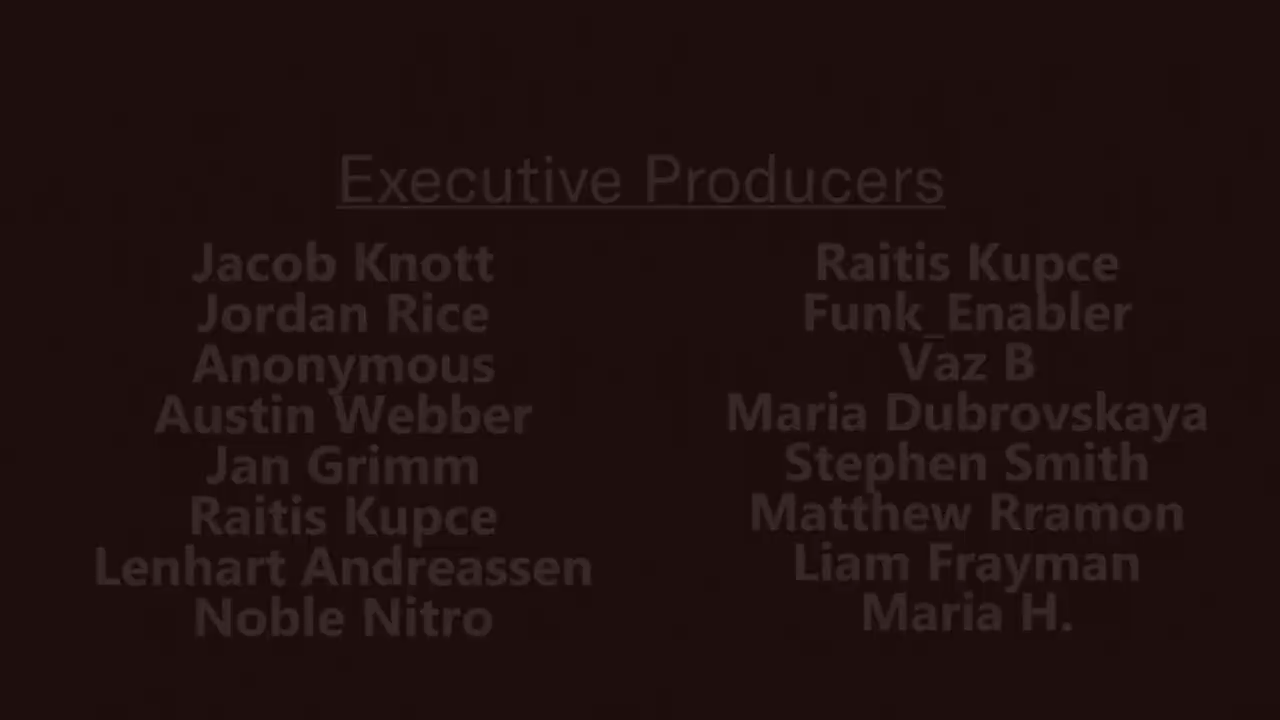 Executive Producers
Jacob Knott
Jordan Rice
Anonymous
Austin Webber
Jan Grimm
Raitis Kupce
Lenhart Andreassen
Noble Nitro
Raitis Kupce
Funk_Enabler
Vaz B
Maria Dubrovskaya
Stephen Smith
Matthew Rramon
Liam Frayman
Maria H.